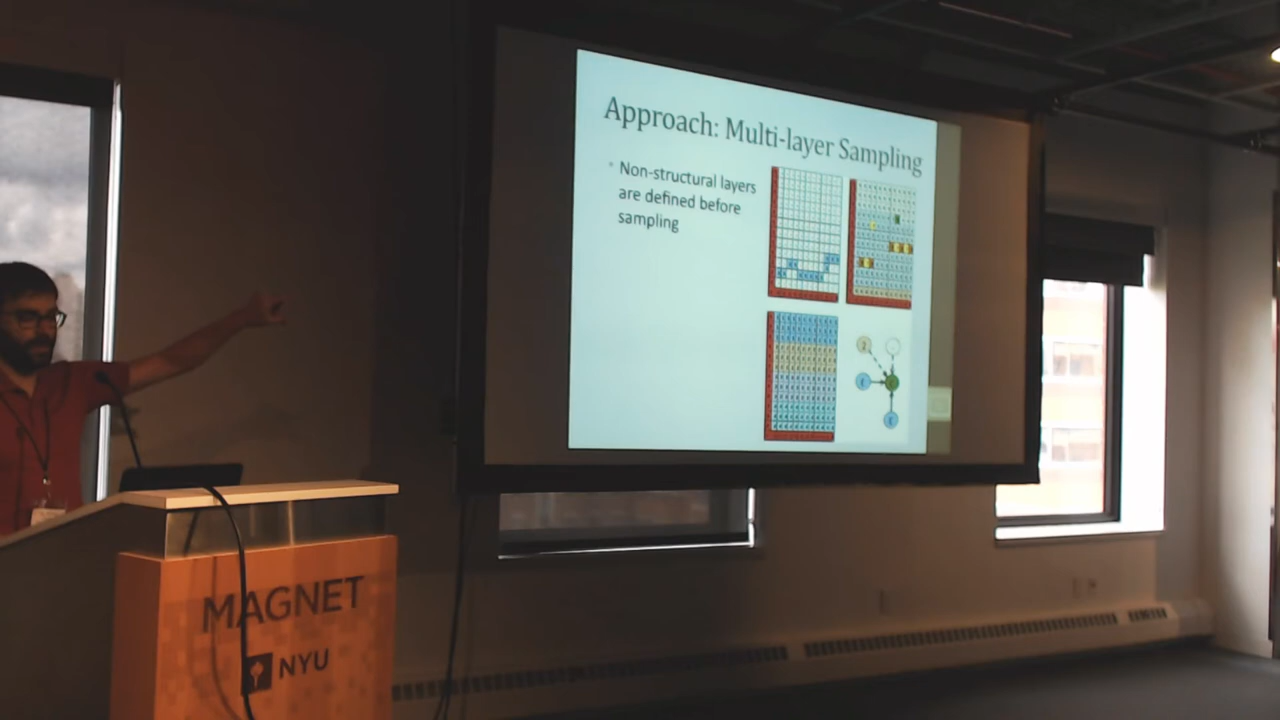 Approach: Multi-layer Sampling
Non-structural layers
are defined before
sampling
MAGNET
NYU